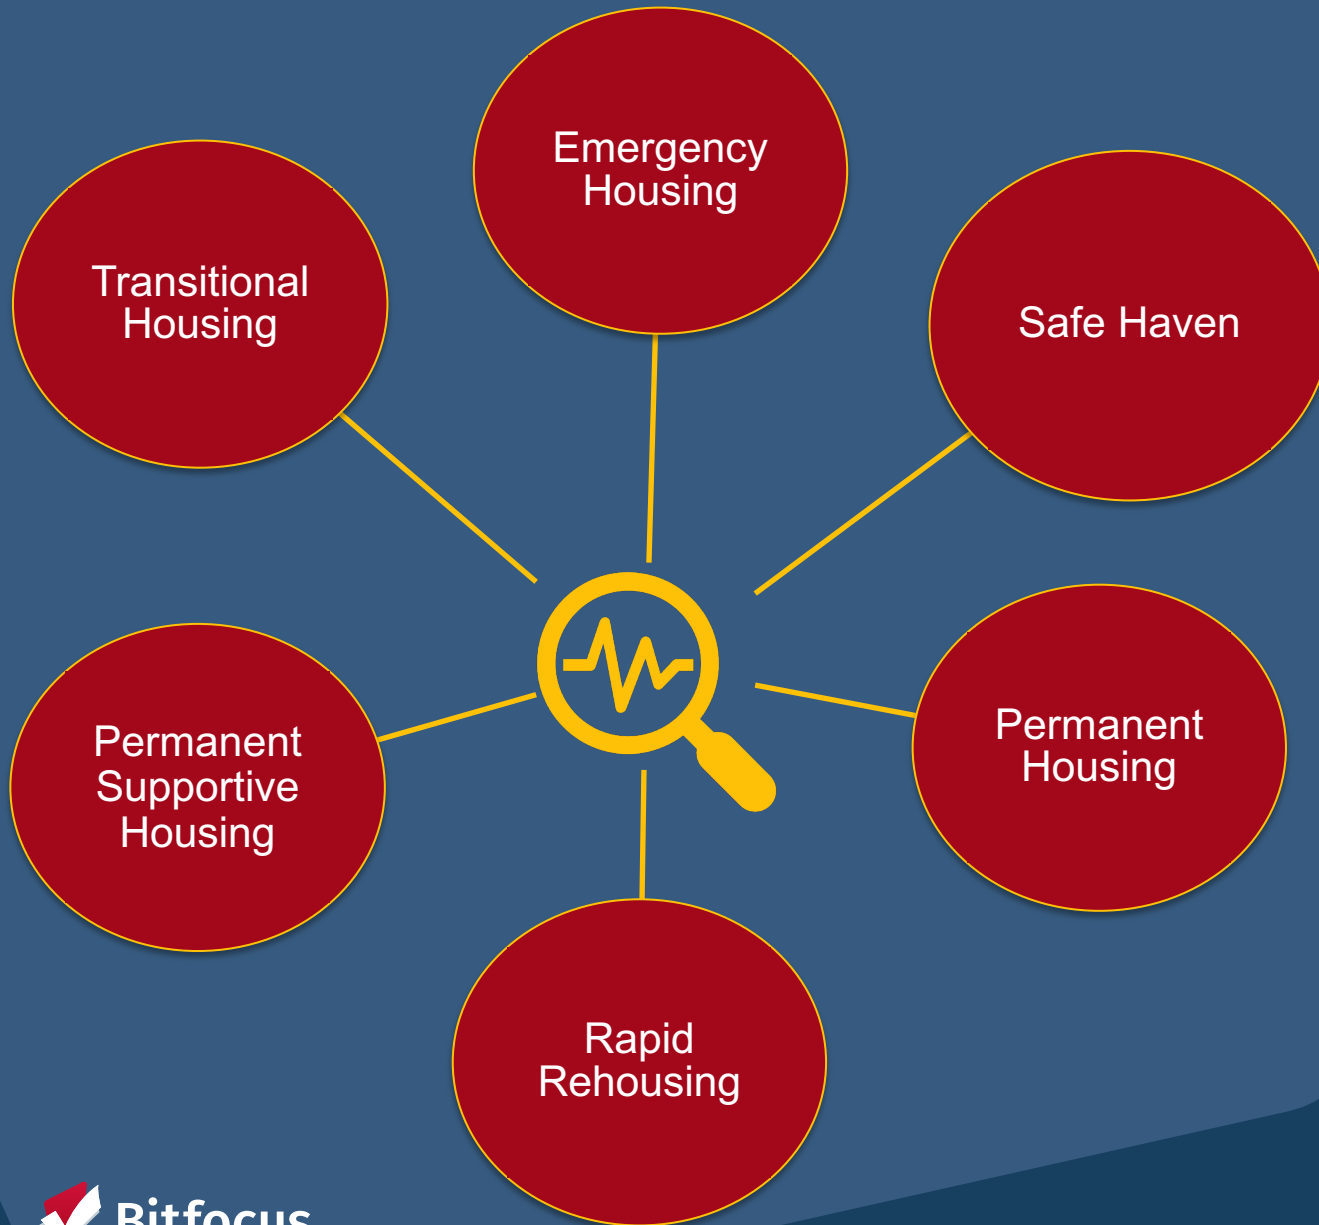 Emergency
Housing
Transitional
Housing
Safe Haven
Permanent
Supportive
Housing
Permanent
Housing
Rapid
Rehousing
Bitfocus